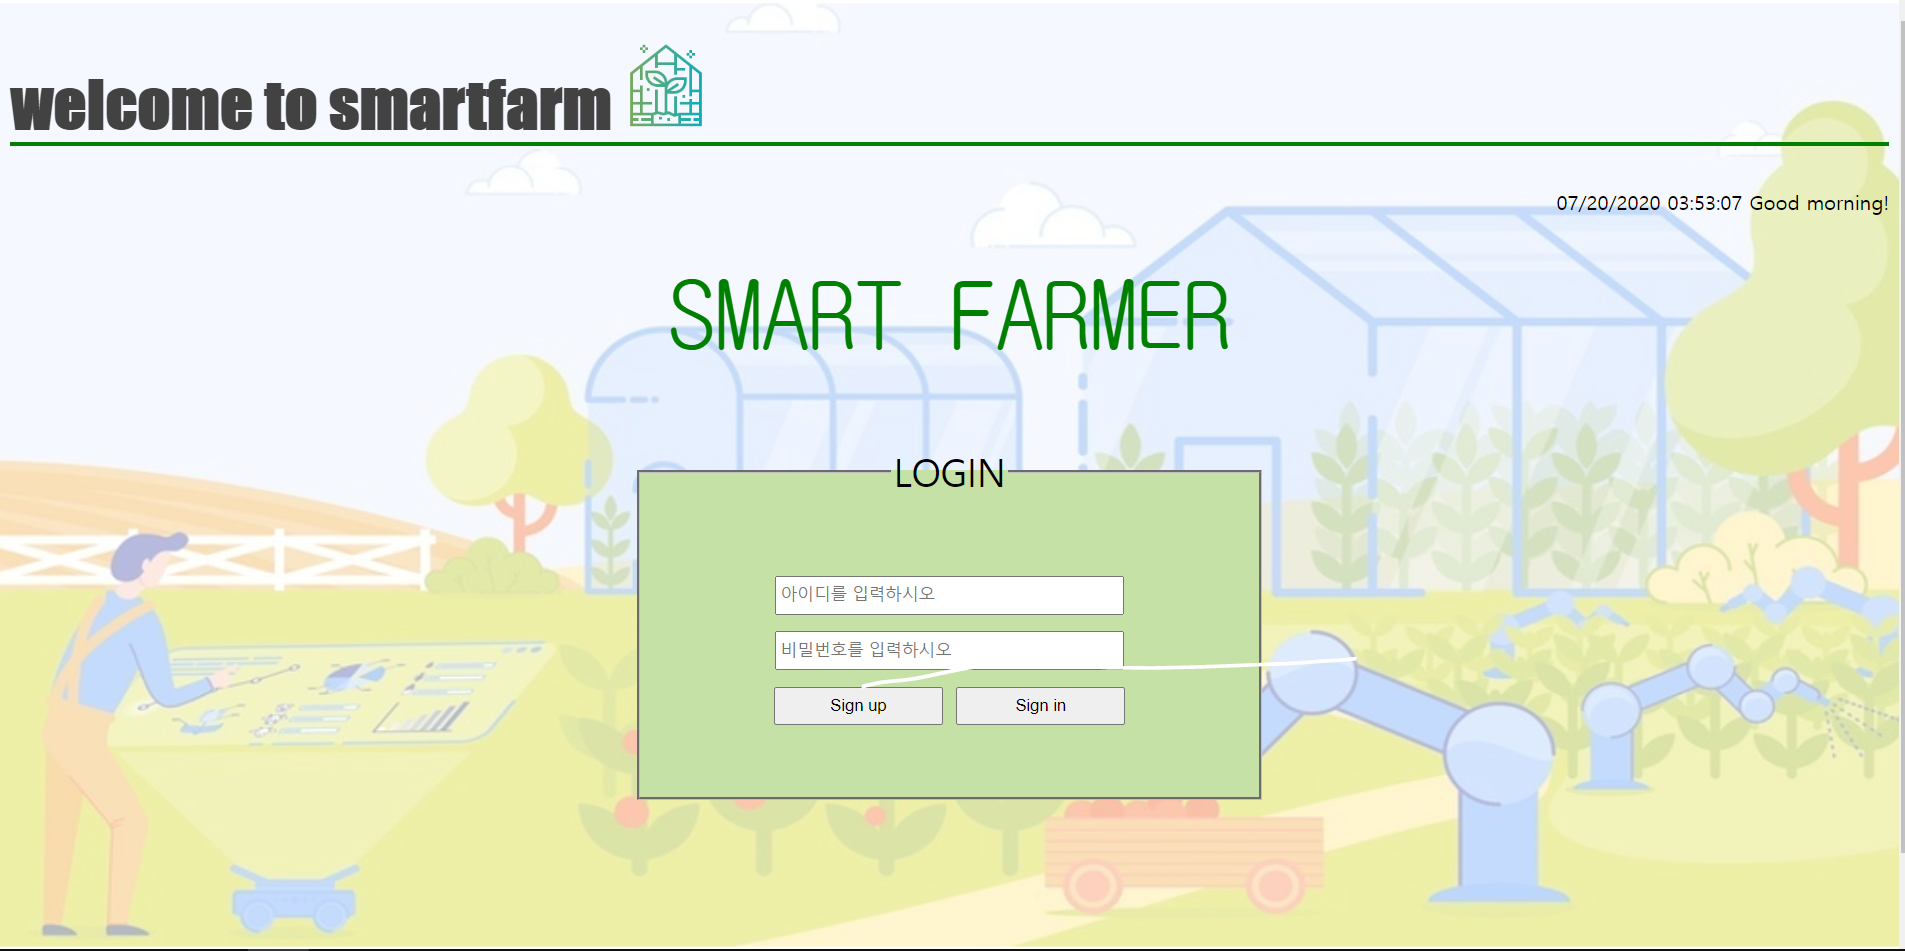 welcome to smartfarm
07/20/2020 03:53:07 Good morning!
SMART FARMER
LOGIN
아이디를 입력하시오
비밀번호를 입력하시오
Sign up Sign in